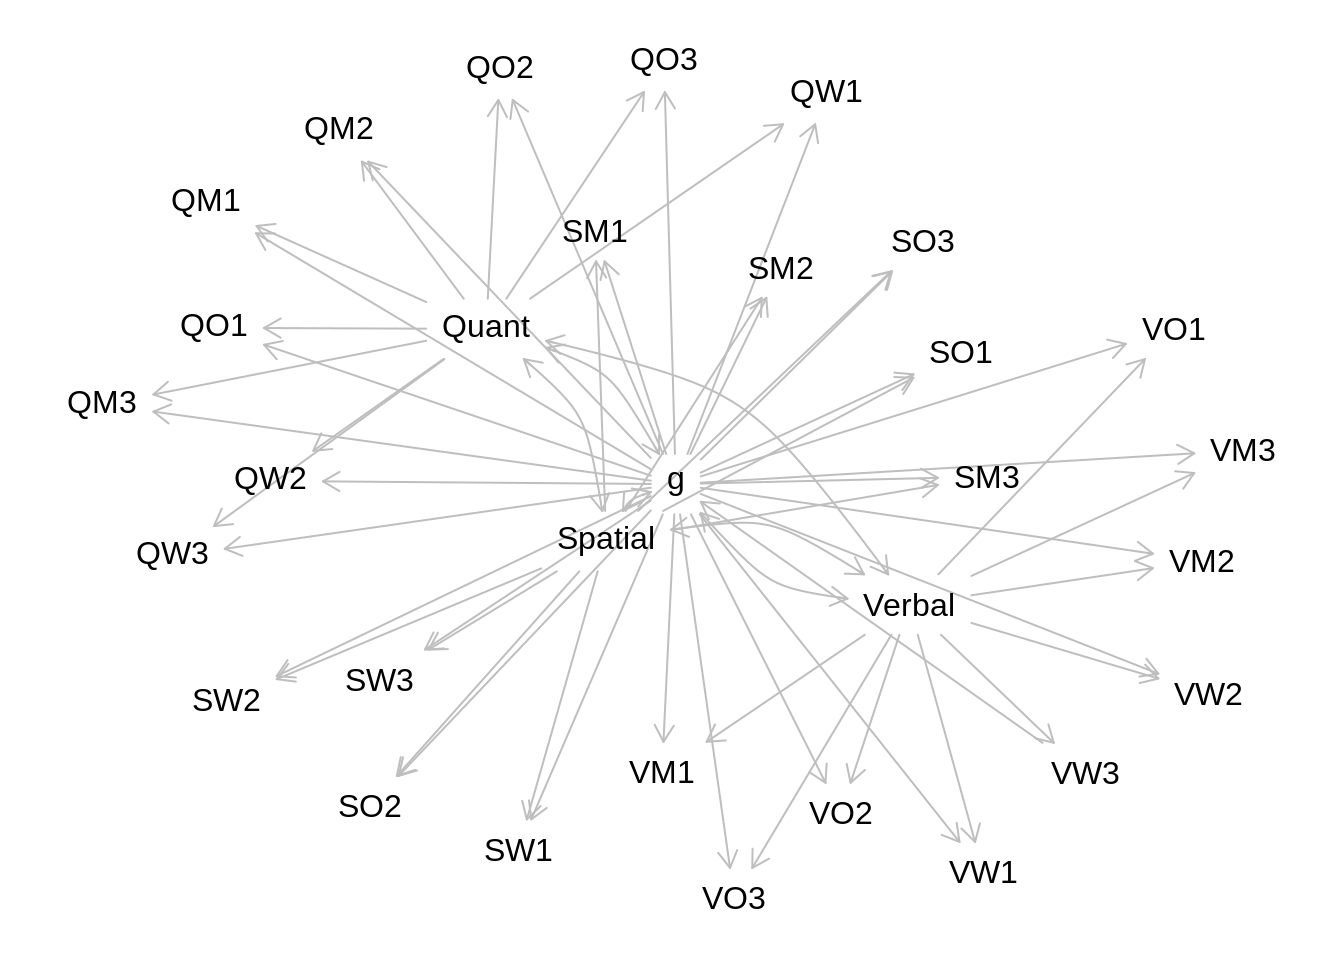 QO3
QO2
QW1
QM2
QM1
SM1
SO3
SM2
QO1
Quant
VO1
SO1
QM3
VM3
QW2
g
SM3
Spatial
QW3
VM2
Verbal
SW3
VW2
SW2
VM1
VW3
SO2
VO2
SW1
VW1
VO3